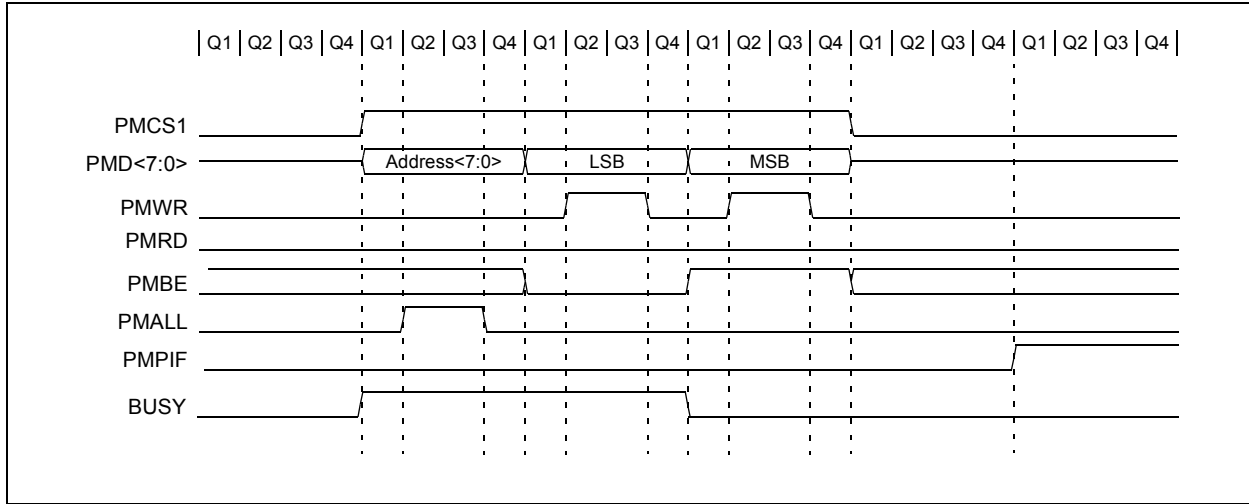 Q1 Q2 Q3 Q4 Q1 Q2 Q3 Q4 Q1 Q2 Q3 Q4 Q1 Q2 Q3 Q4 Q1 Q2 Q3 Q4 Q1 Q2 Q3 Q4
PMCS1
PMD<7:0> Address<7:0> LSB MSB
PMWR
PMRD
PMBE
PMALL
PMPIF
BUSY